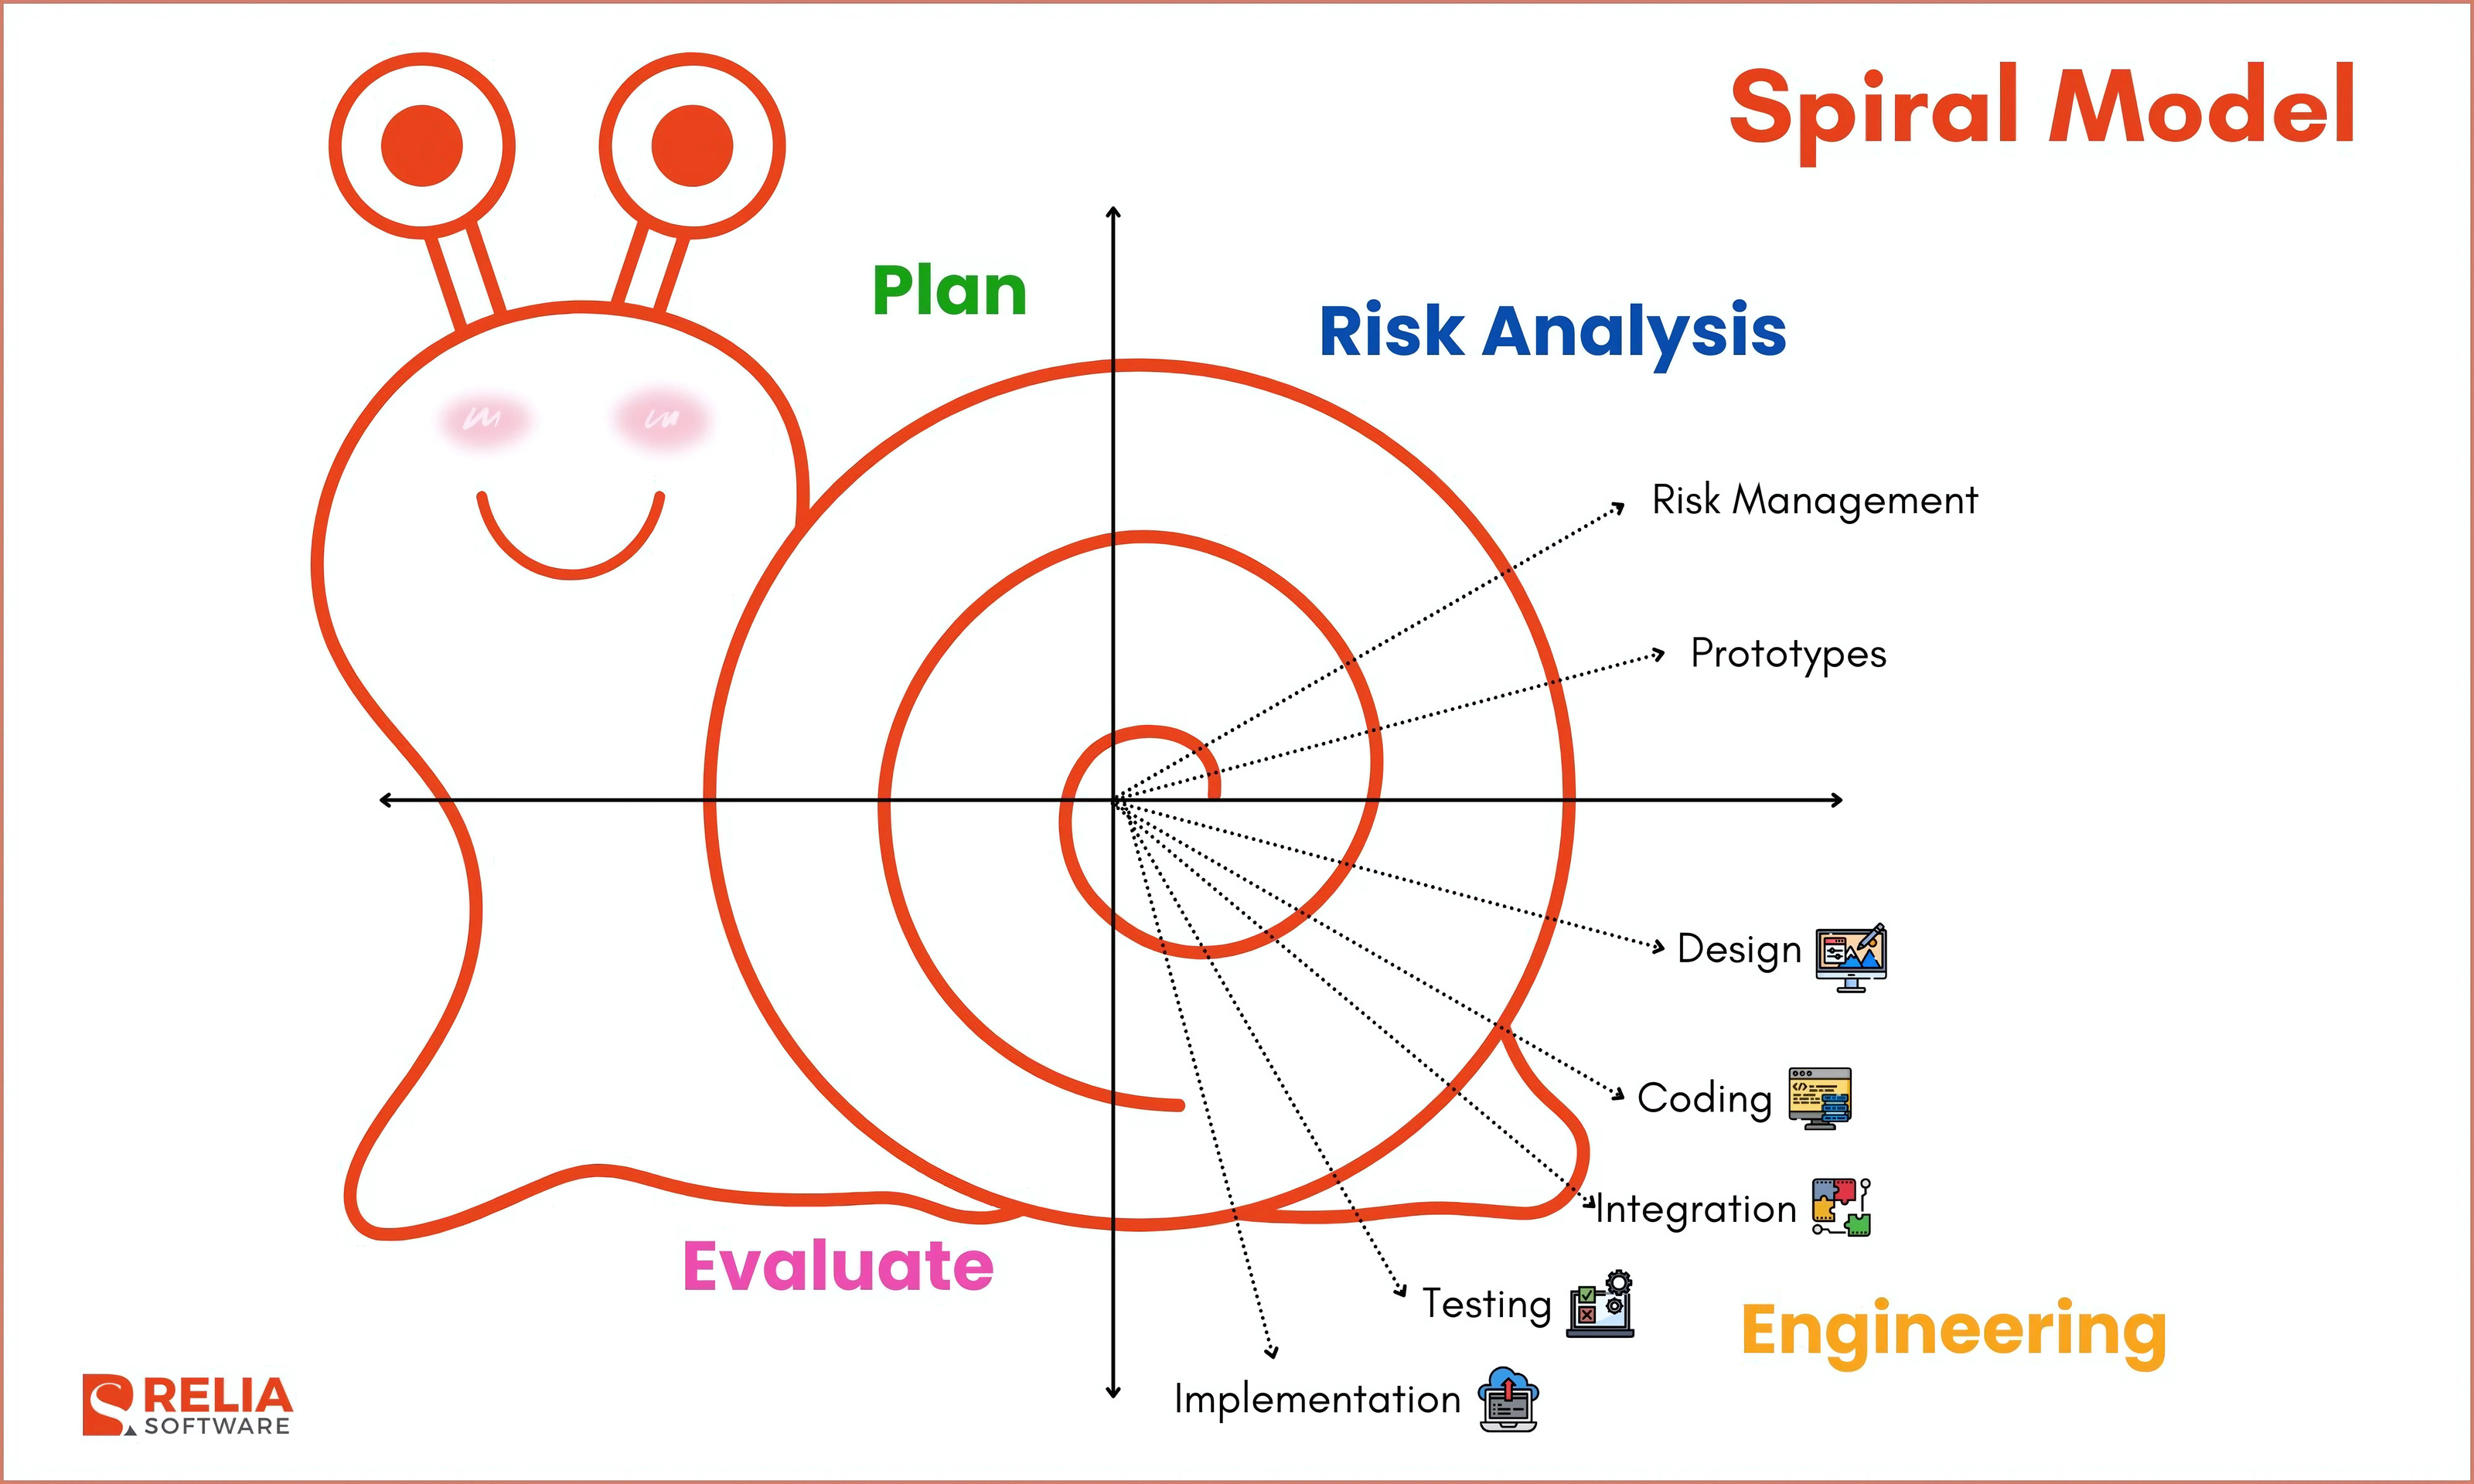 Spiral Model
Plan
Risk Analysis
Risk Management
Prototypes
Design
Coding
Integration
Testing
Implementation
Engineering
Evaluate
RELIA
SOFTWARE